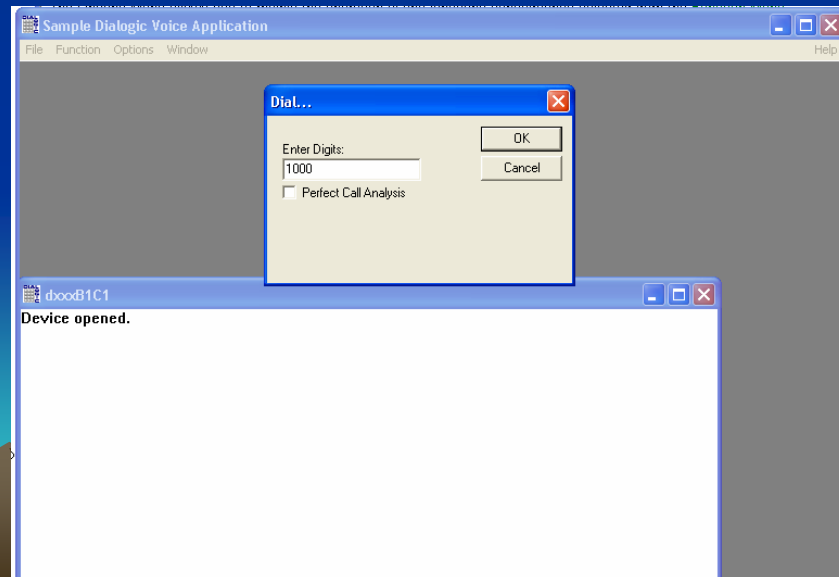 Sample Dialogic Voice Application
File Function Options Window Help
Dial...
Enter Digits:
1000
Perfect Call Analysis
OK
Cancel
dxxxB1C1
Device opened.